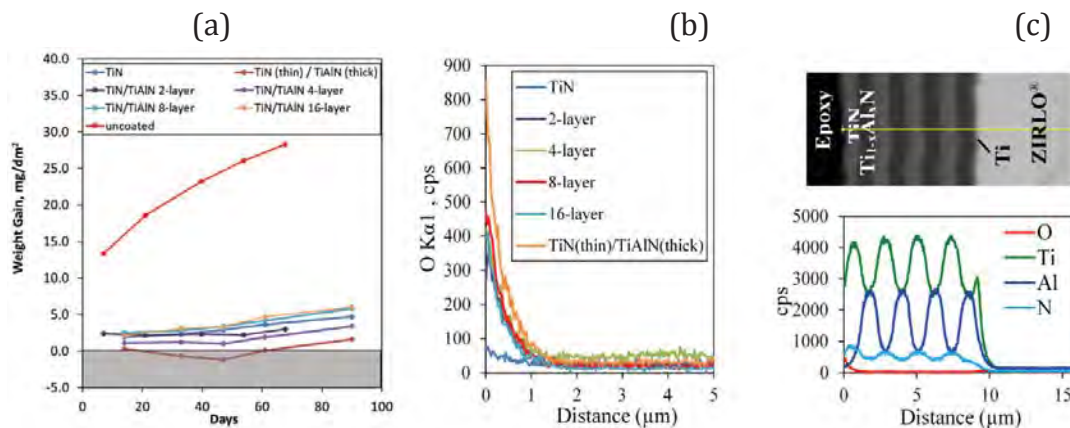 (a)
(b)
(c)
40.0
35.0
30.0
25.0
20.0
15.0
10.0
5.0
0.0
-5.0
Weight Gain, mg/dm²
TiN
TiN (thin) / TiAlN (thick)
TiN/TiAlN 2-layer
TiN/TiAlN 4-layer
TiN/TiAlN 8-layer
TiN/TiAlN 16-layer
uncoated
0 20 40 60 80 100
Days
900
800
700
600
500
400
300
200
100
0
O Kα1 , cps
TiN
2-layer
4-layer
8-layer
16-layer
TiN(thin)/TiAlN(thick)
0 1 2 3 4 5
Distance (µm)
Epoxy
TiN
Ti₁₋ₓAlₓN
Ti
ZIRLO®
5000
4000
3000
2000
1000
0
cps
O
Ti
Al
N
0 5 10 15
Distance (µm)